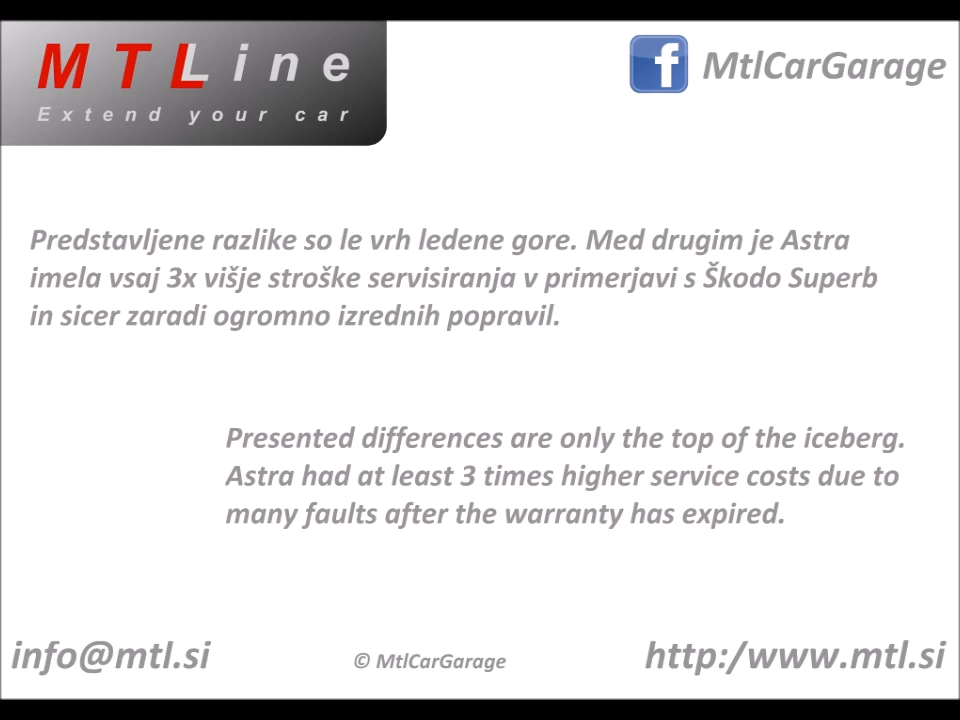 MTLLine
Extend your car
MtlCarGarage
Predstavljene razlike so le vrh ledene gore. Med drugim je Astra
imela vsaj 3x višje stroške servisiranja v primerjavi s Škodo Superb
in sicer zaradi ogromno izrednih popravil.
Presented differences are only the top of the iceberg.
Astra had at least 3 times higher service costs due to
many faults after the warranty has expired.
info@mtl.si
© MtlCarGarage
http:/www.mtl.si